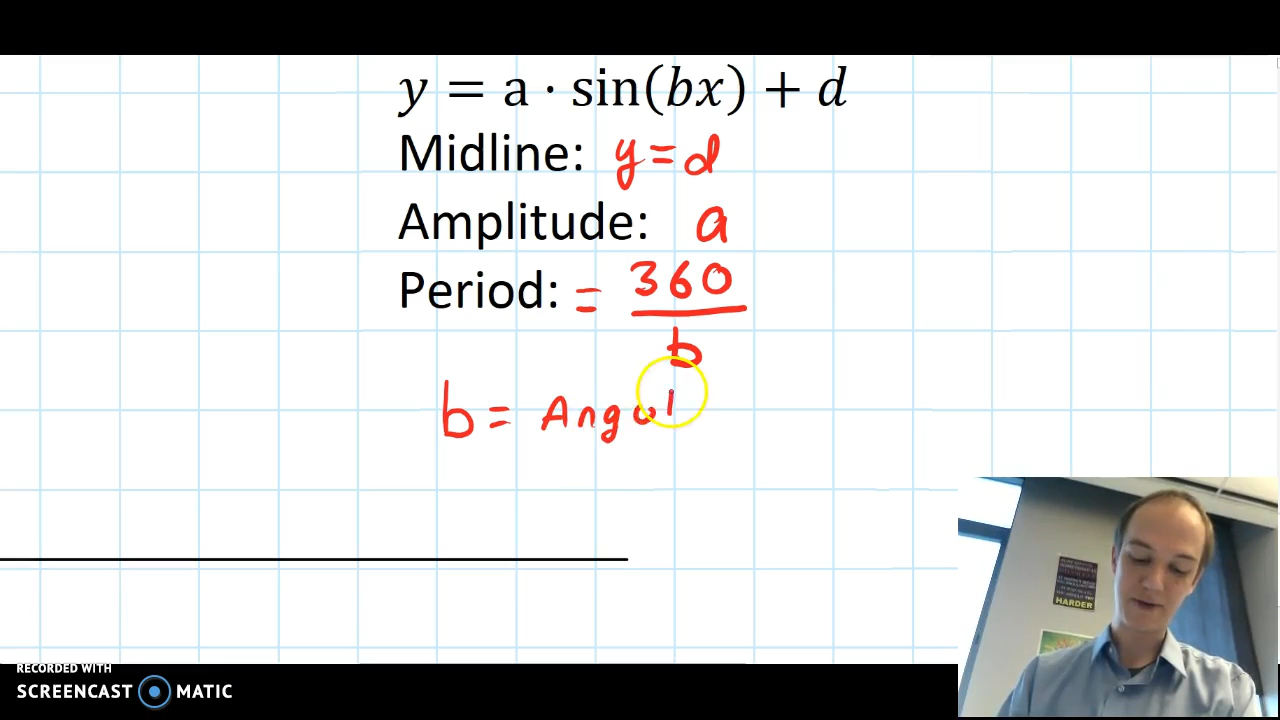 y = a · sin(bx) + d
Midline: y = d
Amplitude: a
Period: = 360
b
b = Angul
HARDER
RECORDED WITH
SCREENCAST MATIC